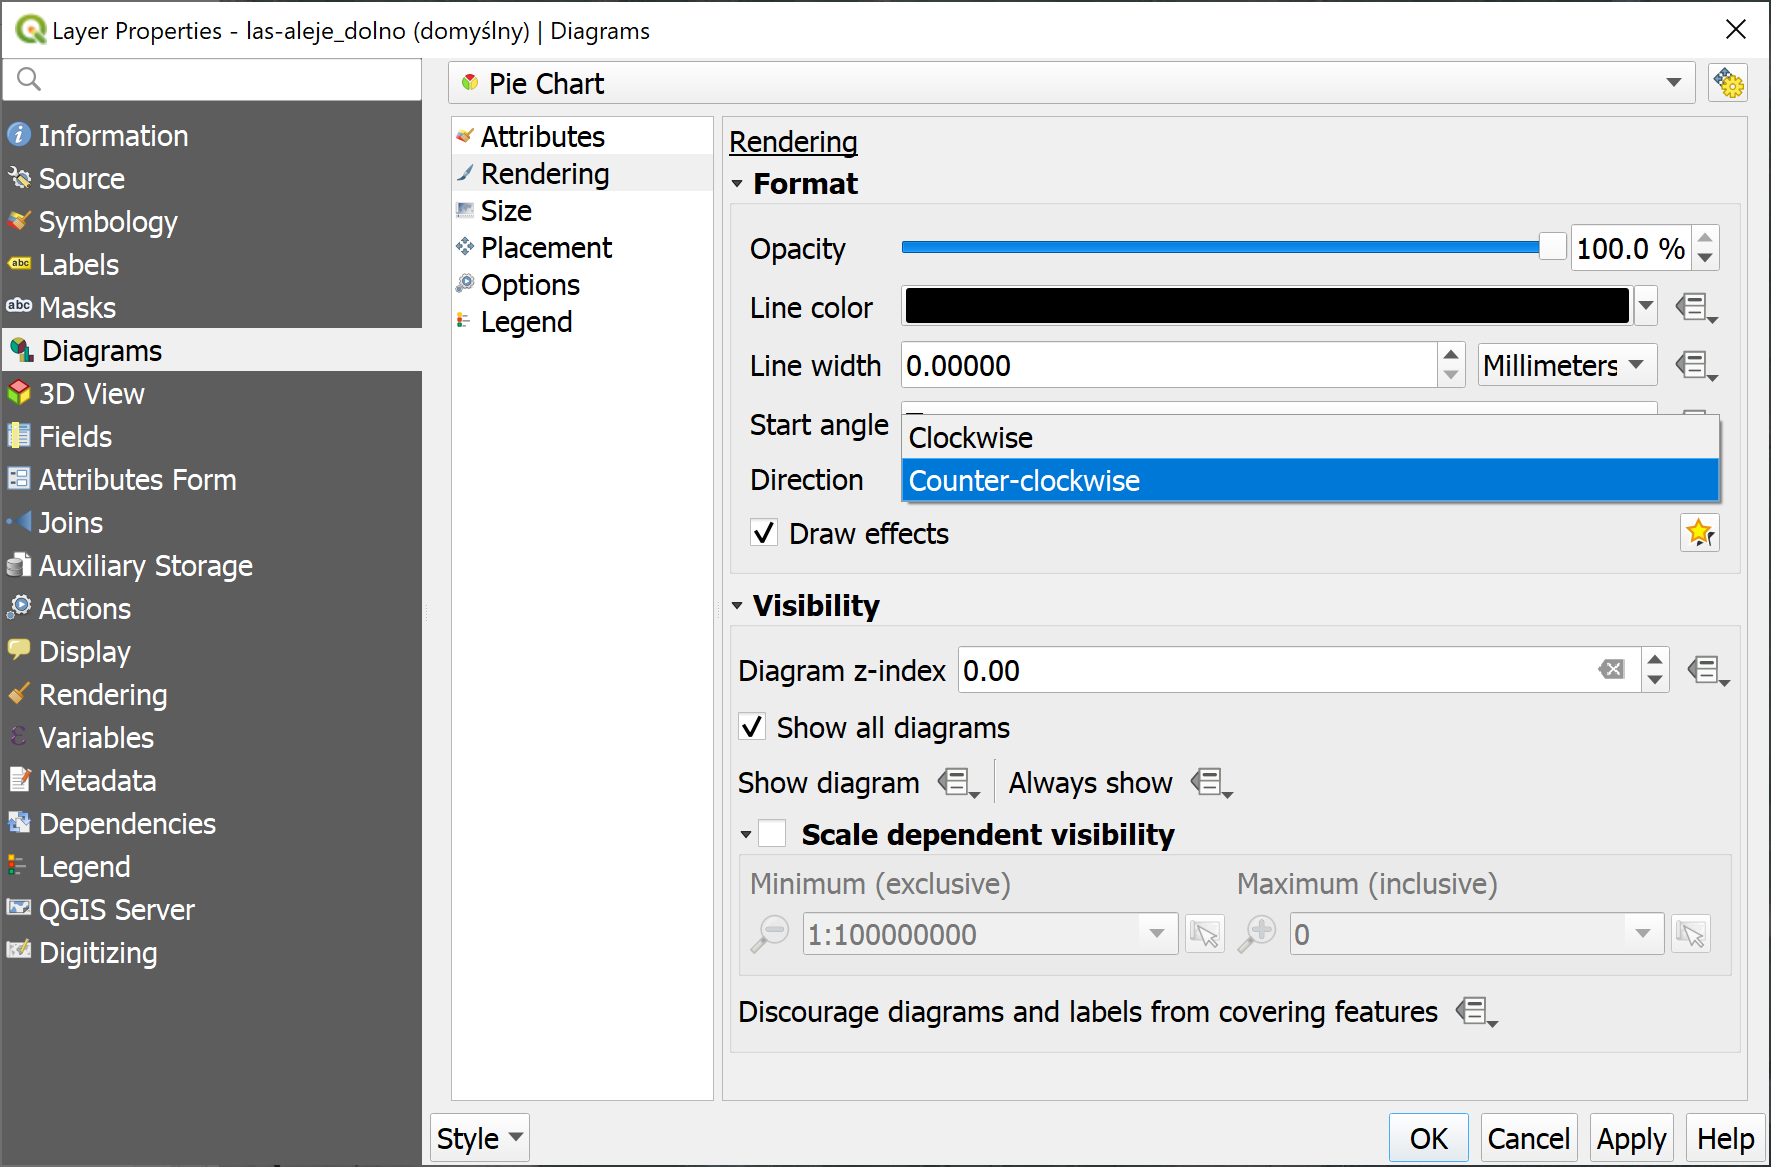 Layer Properties - las-aleje_dolno (domyślny) | Diagrams
Pie Chart
Information
Source
Symbology
abc Labels
abc Masks
Diagrams
3D View
Fields
Attributes Form
Joins
Auxiliary Storage
Actions
Display
Rendering
Variables
Metadata
Dependencies
Legend
QGIS Server
Digitizing
Attributes
Rendering
Size
Placement
Options
Legend
Rendering
Format
Opacity 100.0 %
Line color
Line width 0.00000 Millimeters
Start angle
Clockwise
Direction Counter-clockwise
Draw effects
Visibility
Diagram z-index 0.00
Show all diagrams
Show diagram Always show
Scale dependent visibility
Minimum (exclusive) Maximum (inclusive)
1:100000000 0
Discourage diagrams and labels from covering features
Style OK Cancel Apply Help